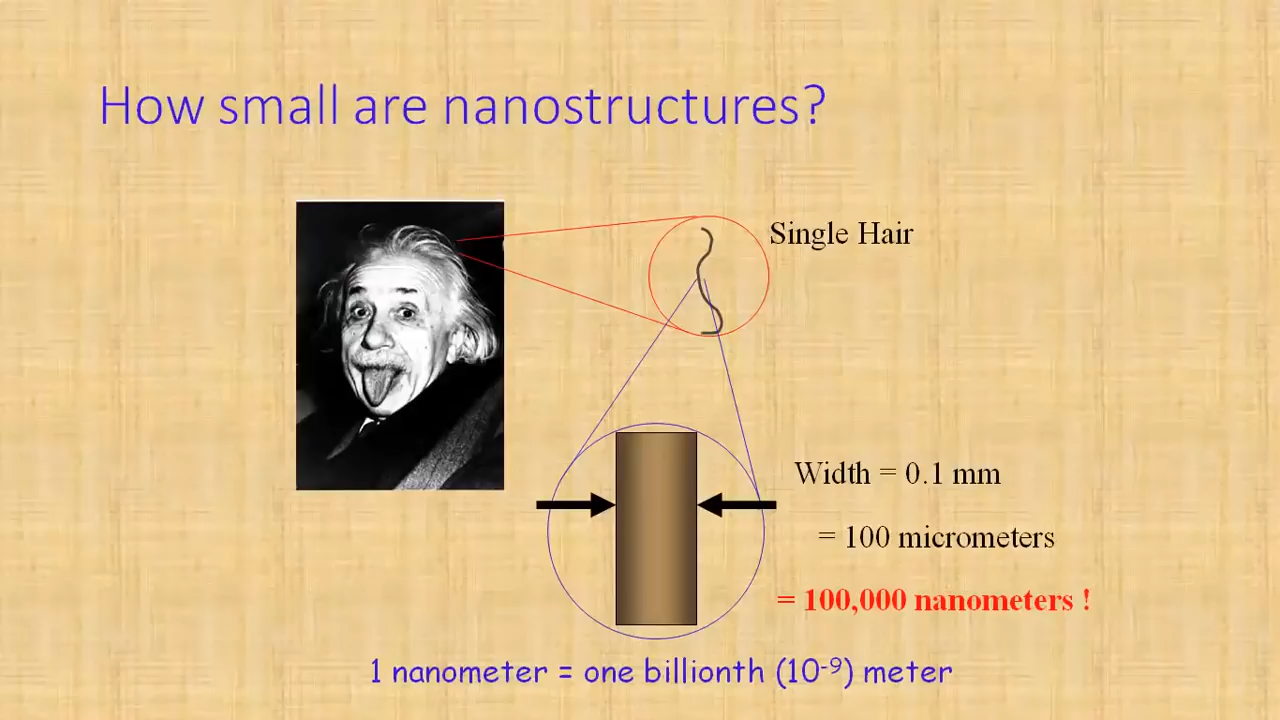 How small are nanostructures?
Single Hair
Width = 0.1 mm
= 100 micrometers
= 100,000 nanometers !
1 nanometer = one billionth (10⁻⁹) meter